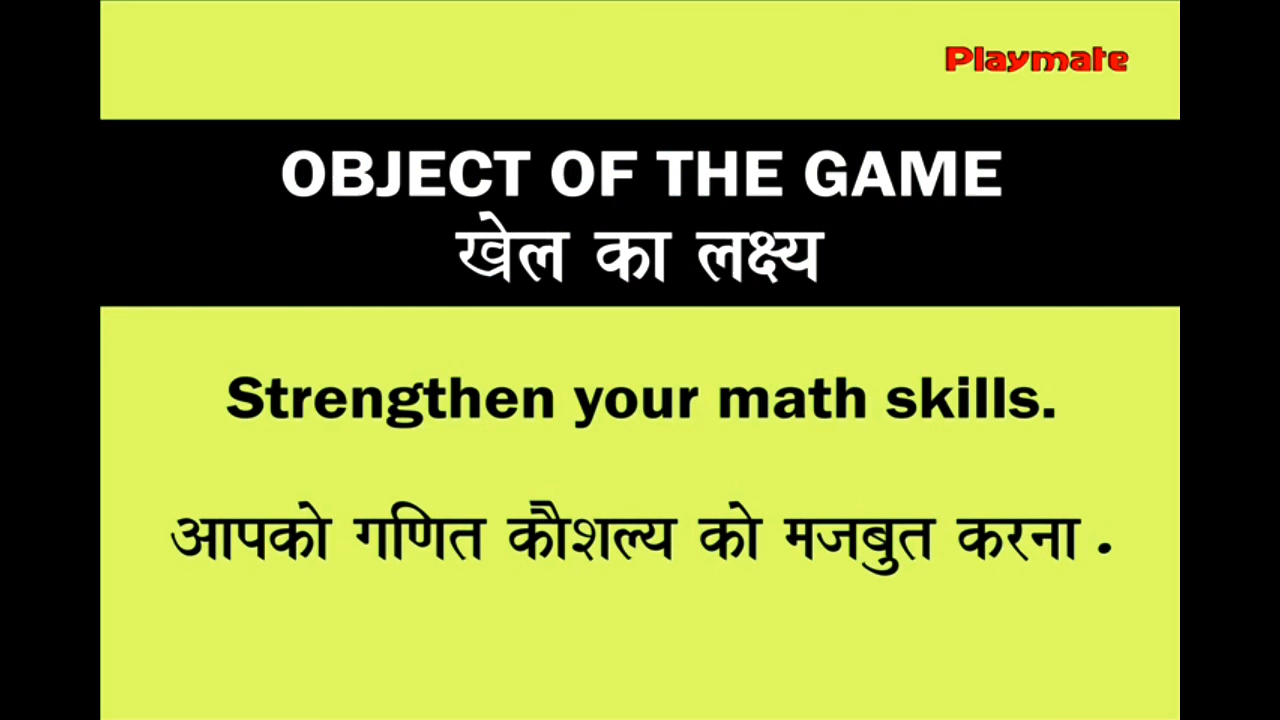 Playmate
OBJECT OF THE GAME
खेल का लक्ष्य
Strengthen your math skills.
आपको गणित कौशल्य को मजबुत करना .